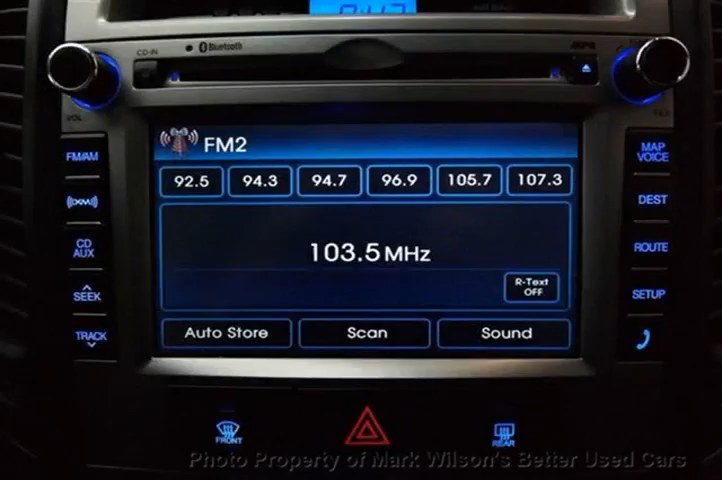 CD-IN
Bluetooth
MP3
VOL
FM2
92.5 94.3 94.7 96.9 105.7 107.3
103.5 MHz
R-Text
OFF
Auto Store Scan Sound
FM/AM
XM
CD
AUX
SEEK
TRACK
MAP
VOICE
DEST
ROUTE
SETUP
FRONT
REAR
Photo Property of Mark Wilson's Better Used Cars